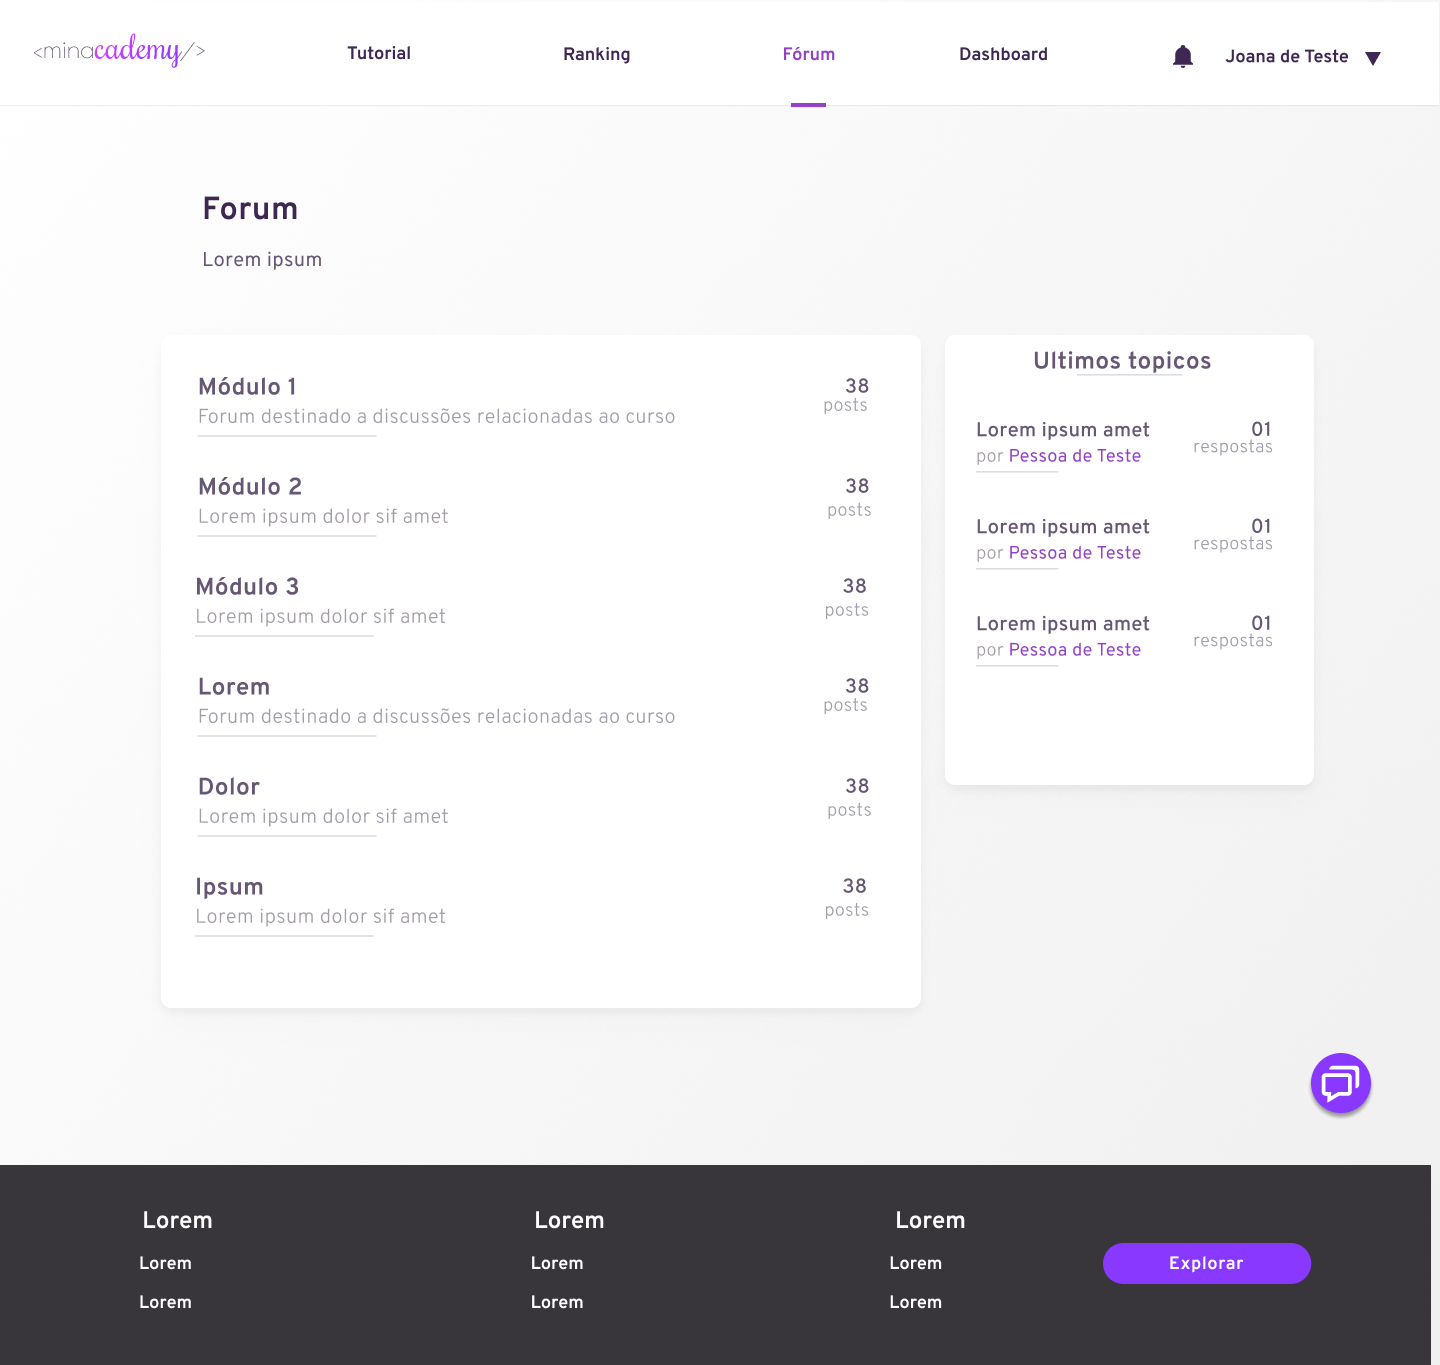 <minacademy/>
Tutorial
Ranking
Fórum
Dashboard
Joana de Teste
Forum
Lorem ipsum
Módulo 1
Forum destinado a discussões relacionadas ao curso
38
posts
Módulo 2
Lorem ipsum dolor sif amet
38
posts
Módulo 3
Lorem ipsum dolor sif amet
38
posts
Lorem
Forum destinado a discussões relacionadas ao curso
38
posts
Dolor
Lorem ipsum dolor sif amet
38
posts
Ipsum
Lorem ipsum dolor sif amet
38
posts
Ultimos topicos
Lorem ipsum amet
por Pessoa de Teste
01
respostas
Lorem ipsum amet
por Pessoa de Teste
01
respostas
Lorem ipsum amet
por Pessoa de Teste
01
respostas
Lorem
Lorem
Lorem
Lorem
Lorem
Lorem
Lorem
Lorem
Lorem
Explorar